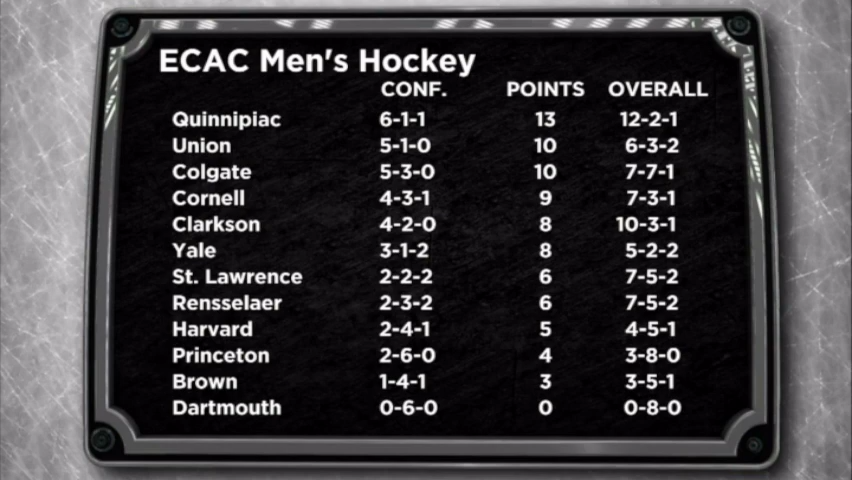 ECAC Men's Hockey
CONF. POINTS OVERALL
Quinnipiac 6-1-1 13 12-2-1
Union 5-1-0 10 6-3-2
Colgate 5-3-0 10 7-7-1
Cornell 4-3-1 9 7-3-1
Clarkson 4-2-0 8 10-3-1
Yale 3-1-2 8 5-2-2
St. Lawrence 2-2-2 6 7-5-2
Rensselaer 2-3-2 6 7-5-2
Harvard 2-4-1 5 4-5-1
Princeton 2-6-0 4 3-8-0
Brown 1-4-1 3 3-5-1
Dartmouth 0-6-0 0 0-8-0